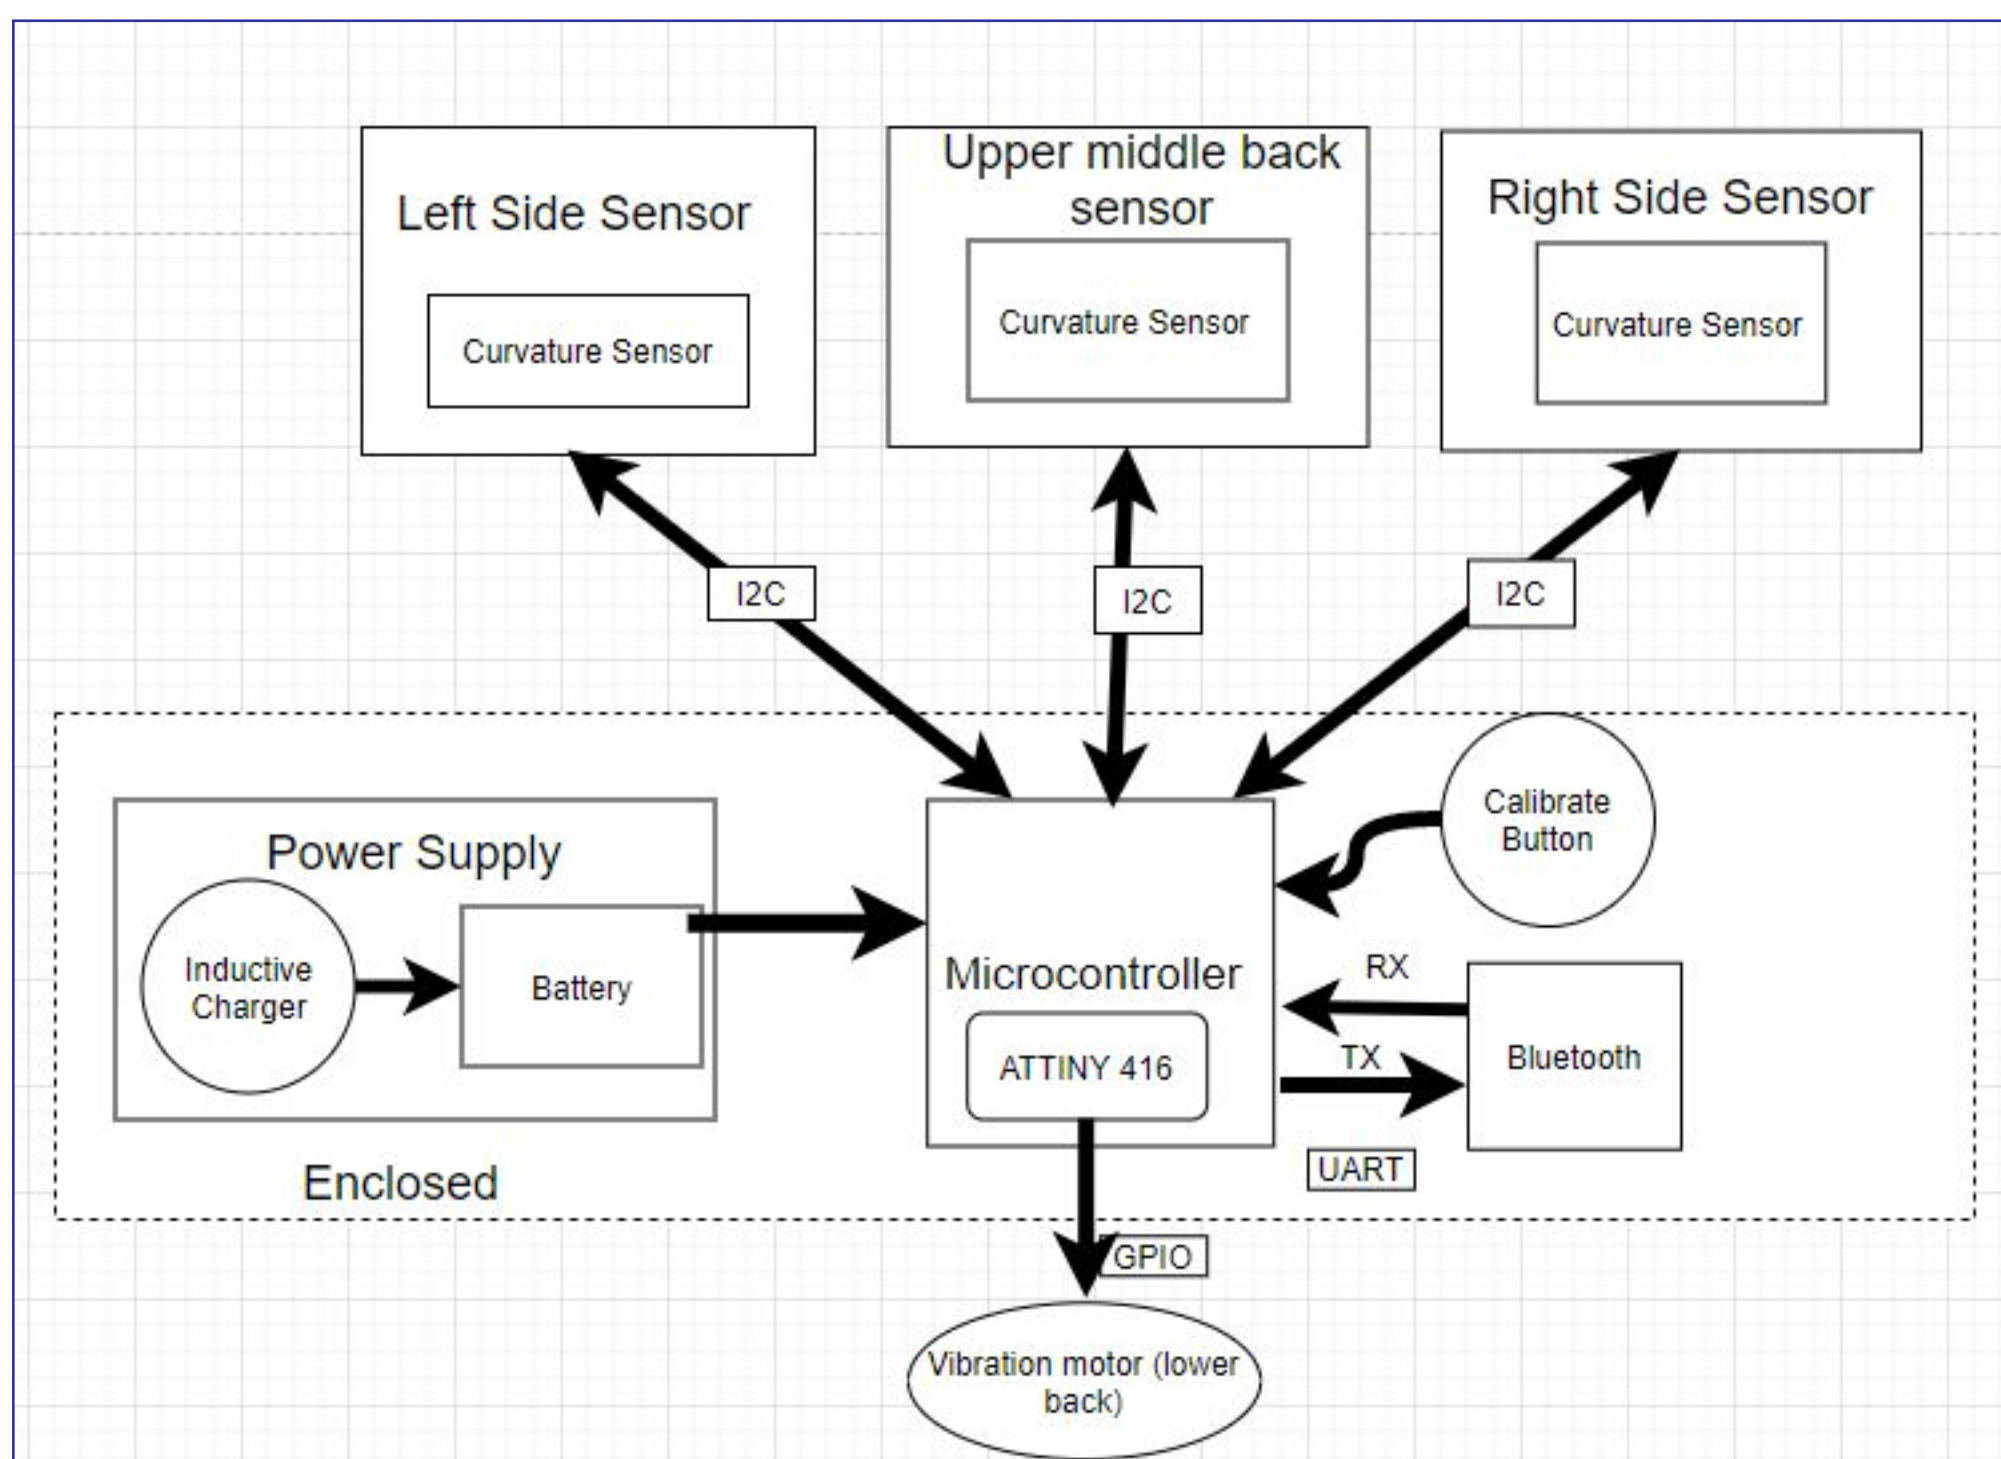 Left Side Sensor
Curvature Sensor
Upper middle back
sensor
Curvature Sensor
Right Side Sensor
Curvature Sensor
I2C
I2C
I2C
Power Supply
Inductive
Charger
Battery
Enclosed
Microcontroller
ATTINY 416
Calibrate
Button
RX
TX
Bluetooth
UART
GPIO
Vibration motor (lower
back)